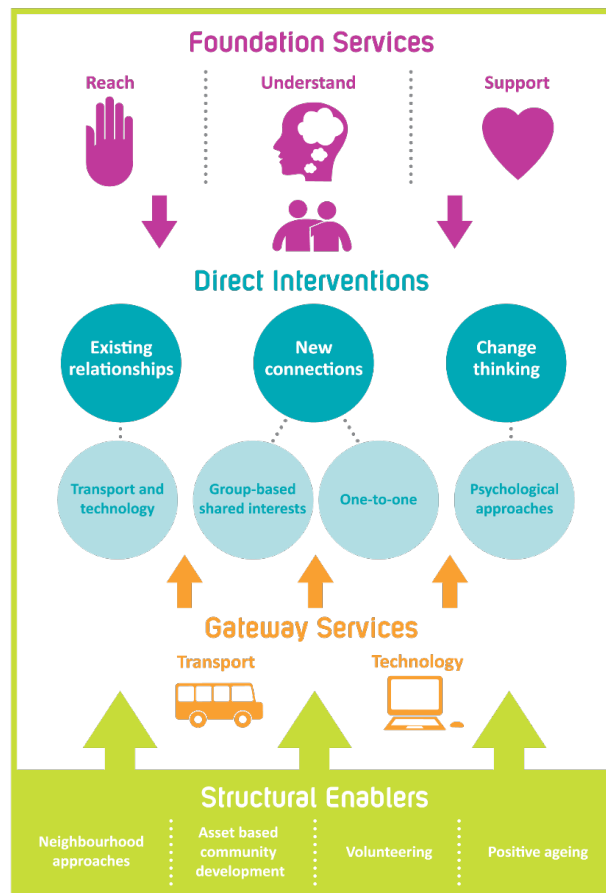 Foundation Services
Reach
Understand
Support
Direct Interventions
Existing
relationships
New
connections
Change
thinking
Transport and
technology
Group-based
shared interests
One-to-one
Psychological
approaches
Gateway Services
Transport
Technology
Structural Enablers
Neighbourhood
approaches
Asset based
community
development
Volunteering
Positive ageing